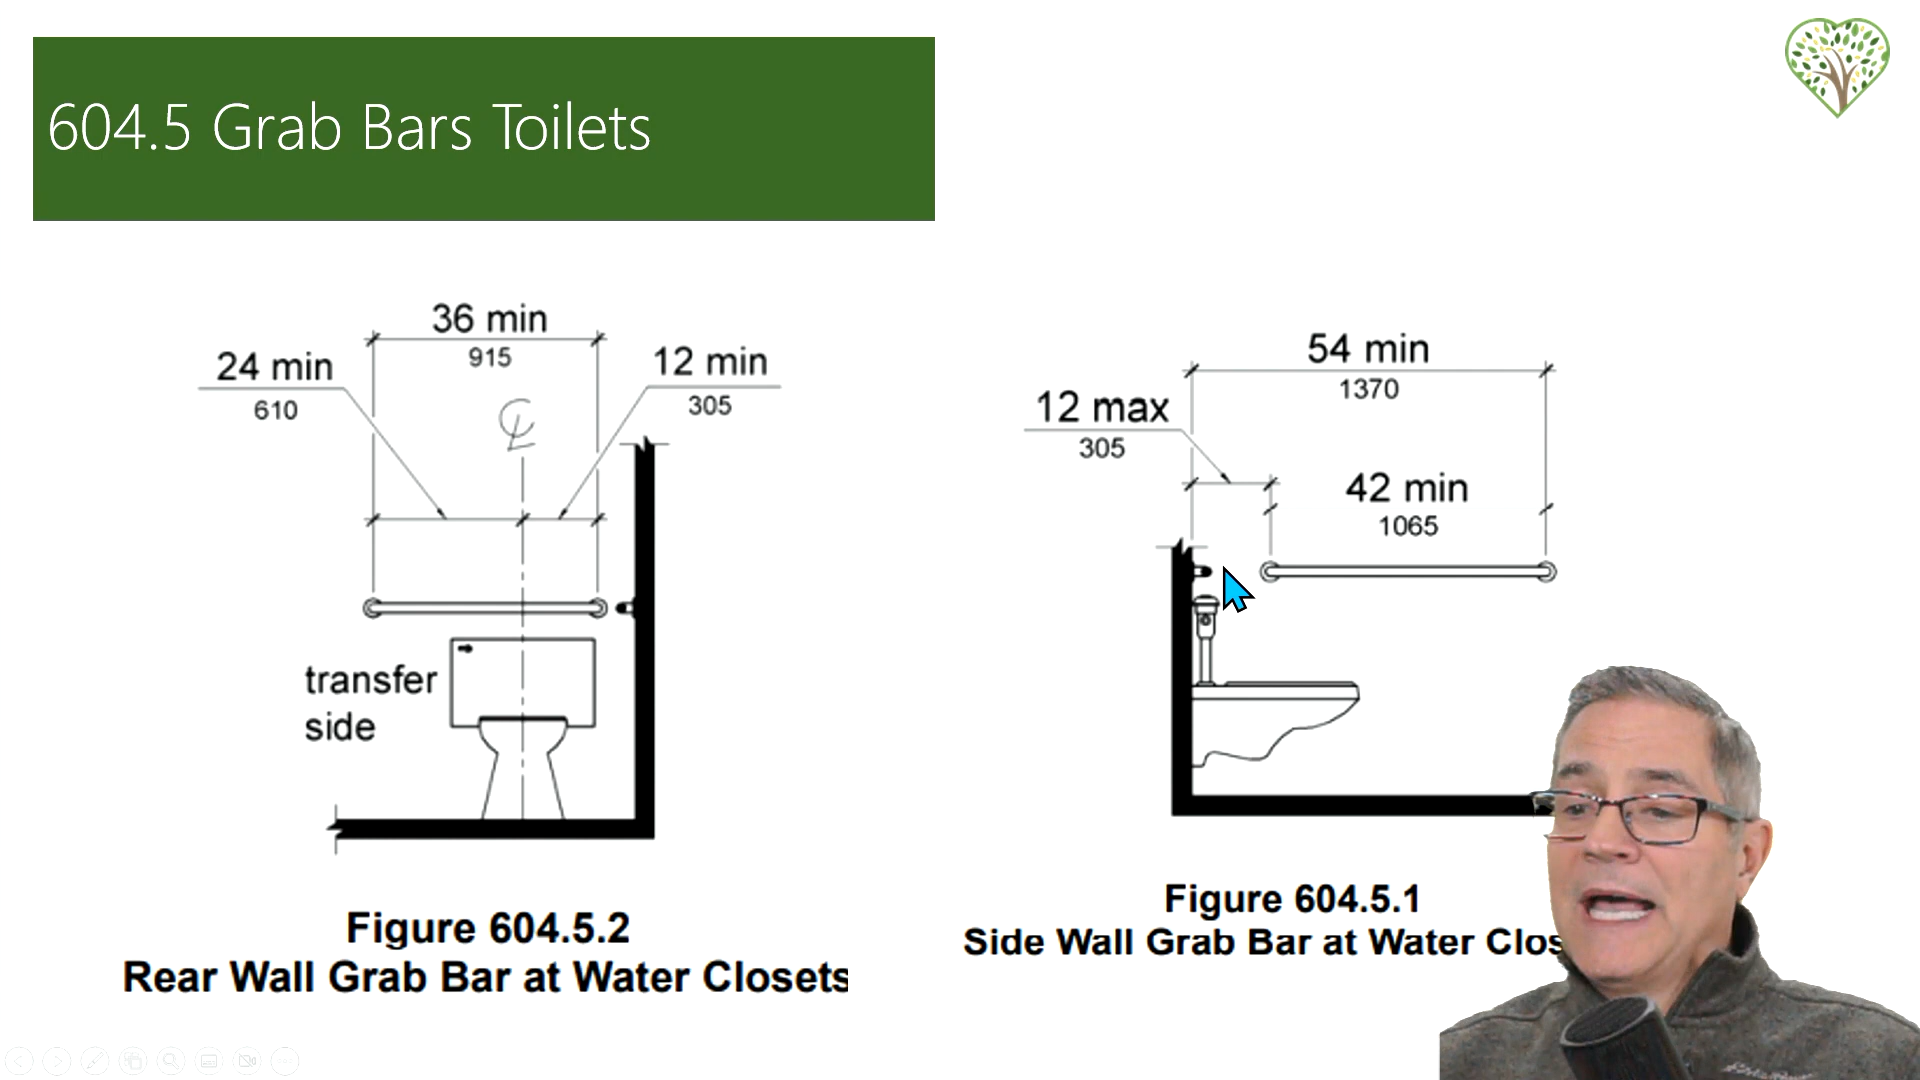 604.5 Grab Bars Toilets
36 min
915
24 min
610
12 min
305
℄
transfer
side
Figure 604.5.2
Rear Wall Grab Bar at Water Closets
54 min
1370
12 max
305
42 min
1065
Figure 604.5.1
Side Wall Grab Bar at Water Clos